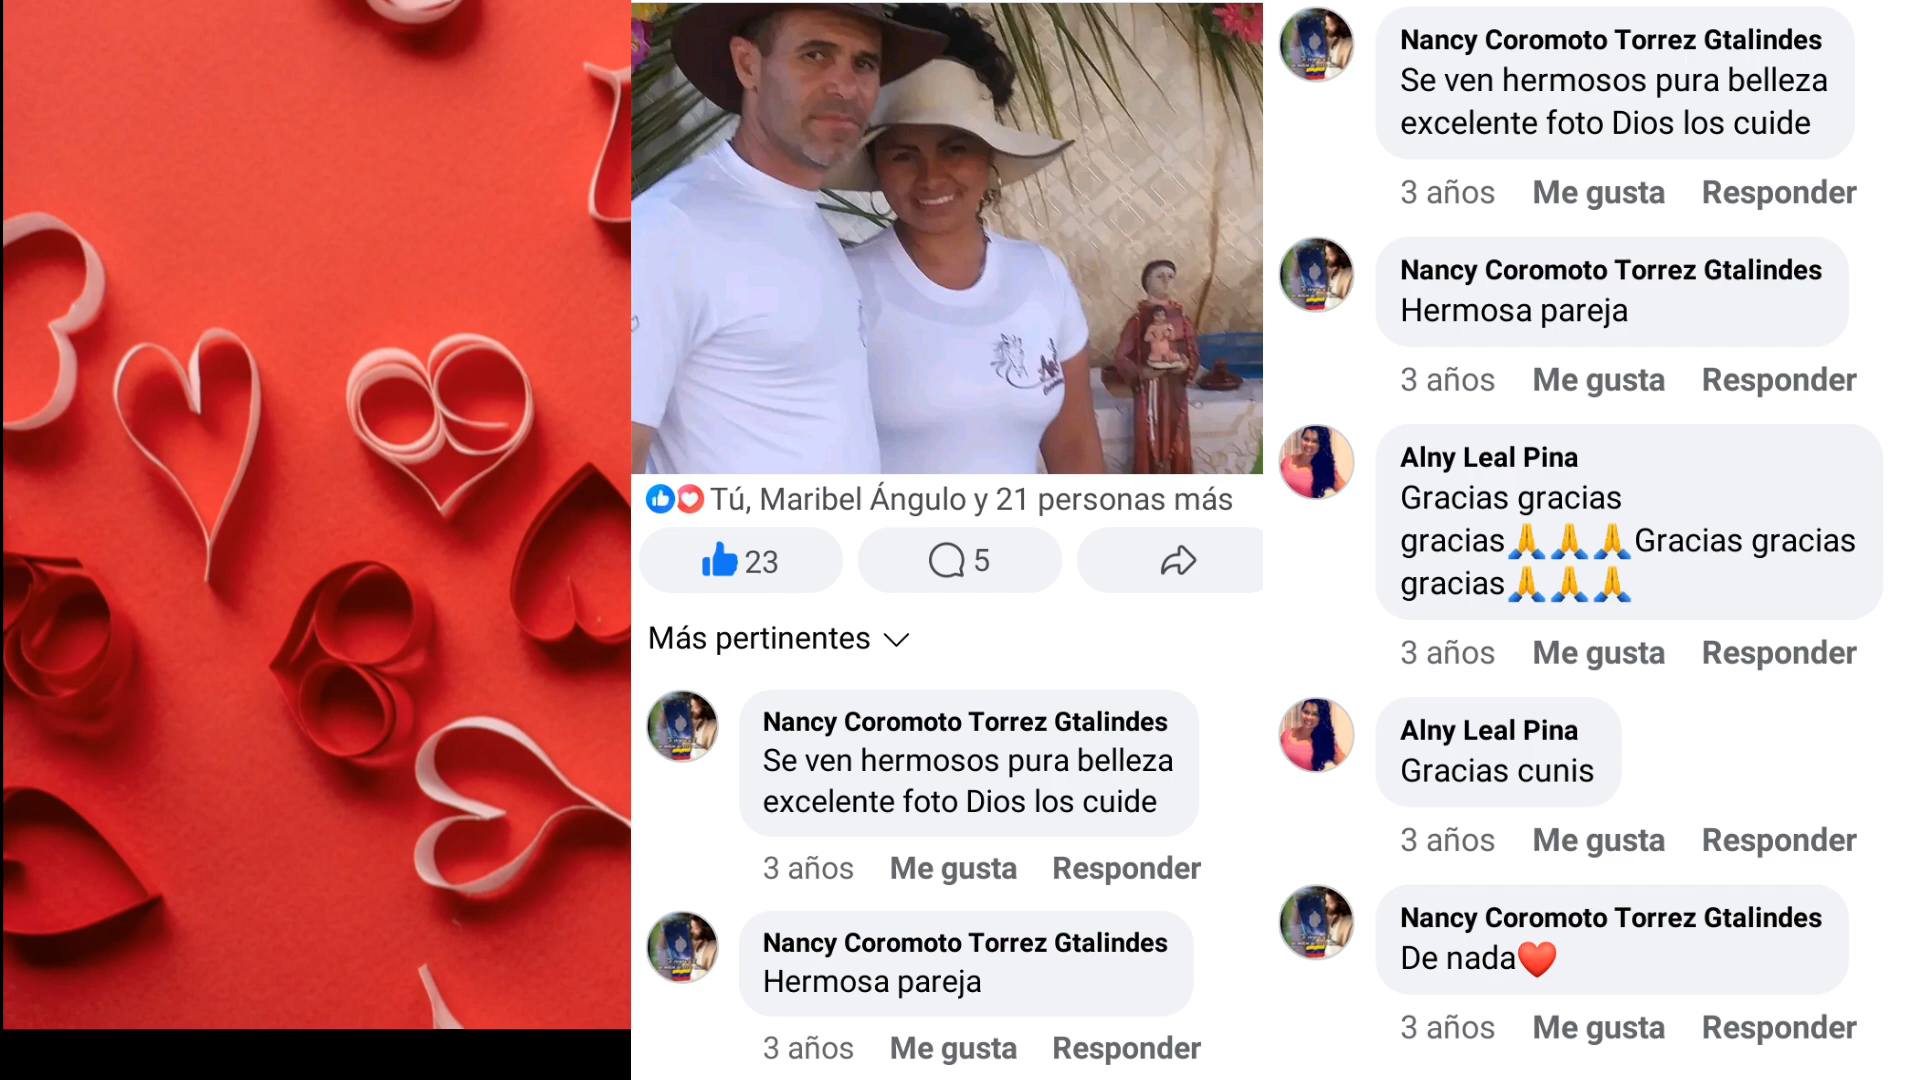 Tú, Maribel Ángulo y 21 personas más
23
5
Más pertinentes
Nancy Coromoto Torrez Gtalindes
Se ven hermosos pura belleza
excelente foto Dios los cuide
3 años Me gusta Responder
Nancy Coromoto Torrez Gtalindes
Hermosa pareja
3 años Me gusta Responder
Nancy Coromoto Torrez Gtalindes
Se ven hermosos pura belleza
excelente foto Dios los cuide
3 años Me gusta Responder
Nancy Coromoto Torrez Gtalindes
Hermosa pareja
3 años Me gusta Responder
Alny Leal Pina
Gracias gracias
gracias🙏🙏🙏Gracias gracias
gracias🙏🙏🙏
3 años Me gusta Responder
Alny Leal Pina
Gracias cunis
3 años Me gusta Responder
Nancy Coromoto Torrez Gtalindes
De nada❤️
3 años Me gusta Responder